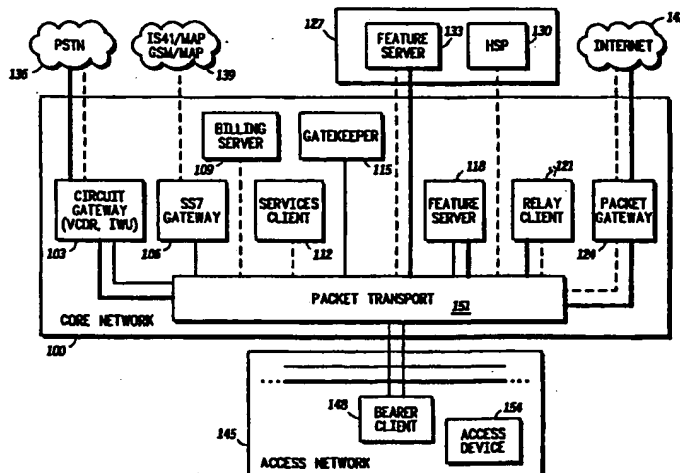 PSTN
136
IS41/MAP
GSM/MAP
139
127
FEATURE
SERVER
133
HSP
130
INTERNET
BILLING
SERVER
109
GATEKEEPER
115
CIRCUIT
GATEWAY
(VCDR, IWU)
103
SS7
GATEWAY
106
SERVICES
CLIENT
112
118
FEATURE
SERVER
121
RELAY
CLIENT
PACKET
GATEWAY
124
PACKET TRANSPORT
151
CORE NETWORK
100
148
BEARER
CLIENT
154
ACCESS
DEVICE
145
ACCESS NETWORK